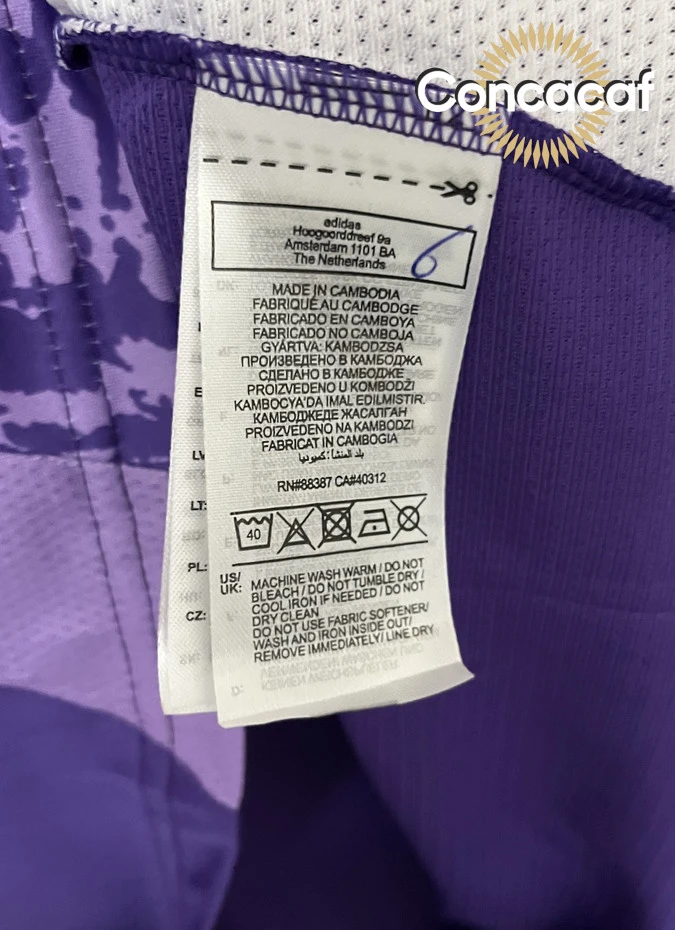 Concacaf
adidas
Hoogoorddreef 9a
Amsterdam 1101 BA
The Netherlands
6
MADE IN CAMBODIA
FABRIQUÉ AU CAMBODGE
FABRICADO EN CAMBOYA
FABRICADO NO CAMBOJA
GYÁRTVA: KAMBODZSA
ПРОИЗВЕДЕНО В КАМБОДЖА
СДЕЛАНО В КАМБОДЖЕ
PROIZVEDENO U KOMBODŽI
KAMBOÇYA'DA IMAL EDILMISTIR.
КАМБОДЖЕДЕ ЖАСАЛҒАН
PROIZVEDENO NA KAMBODZI
FABRICAT IN CAMBOGIA
بلد المنشأ: كمبوديا
RN#88387 CA#40312
40
US/
UK:
MACHINE WASH WARM / DO NOT
BLEACH / DO NOT TUMBLE DRY /
COOL IRON IF NEEDED / DO NOT
DRY CLEAN
DO NOT USE FABRIC SOFTENER/
WASH AND IRON INSIDE OUT/
REMOVE IMMEDIATELY/ LINE DRY
LV
LT:
PL:
CZ: